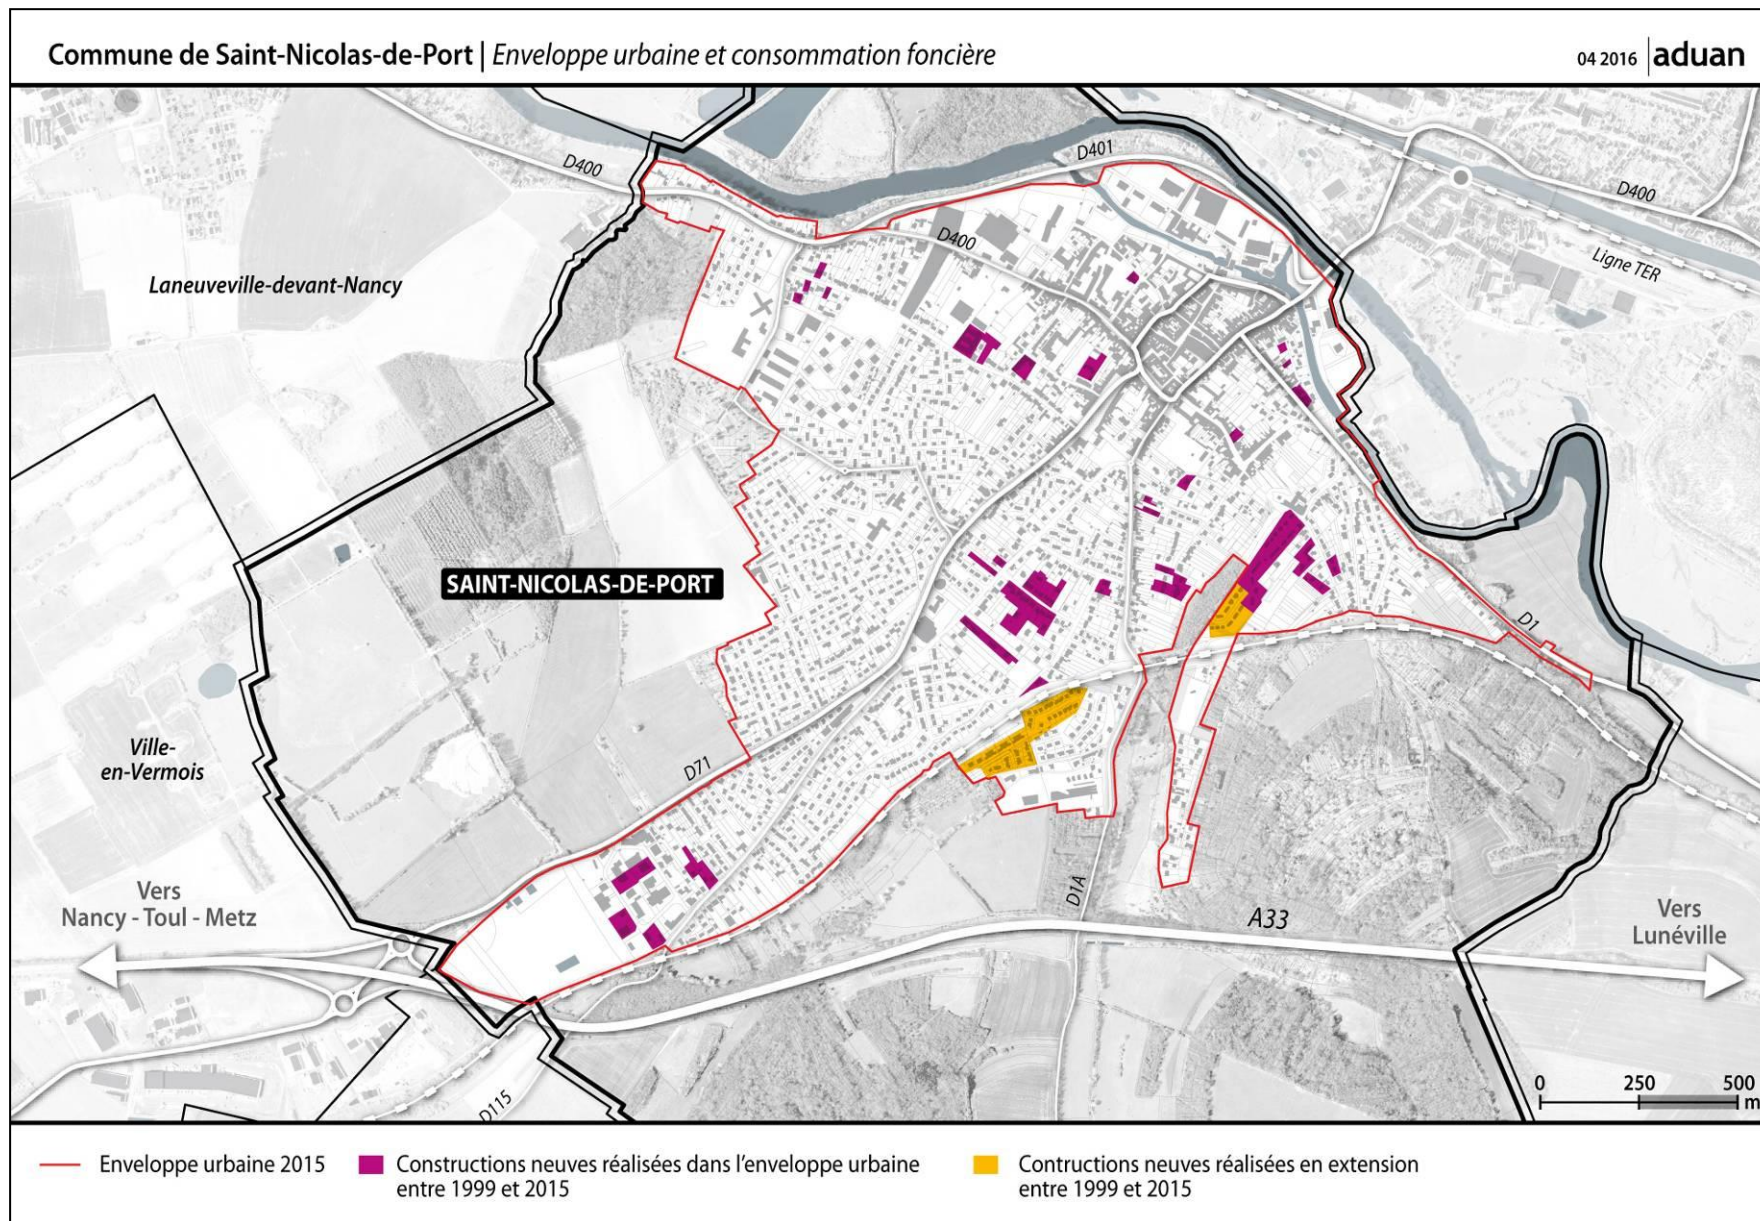 Commune de Saint-Nicolas-de-Port | Enveloppe urbaine et consommation foncière
04 2016 | aduan
D400
D401
D400
D400
Ligne TER
Laneuveville-devant-Nancy
SAINT-NICOLAS-DE-PORT
D1
Ville-
en-Vermois
D71
Vers
Nancy - Toul - Metz
D1A
A33
Vers
Lunéville
D115
0 250 500
m
Enveloppe urbaine 2015
Constructions neuves réalisées dans l'enveloppe urbaine
entre 1999 et 2015
Contructions neuves réalisées en extension
entre 1999 et 2015